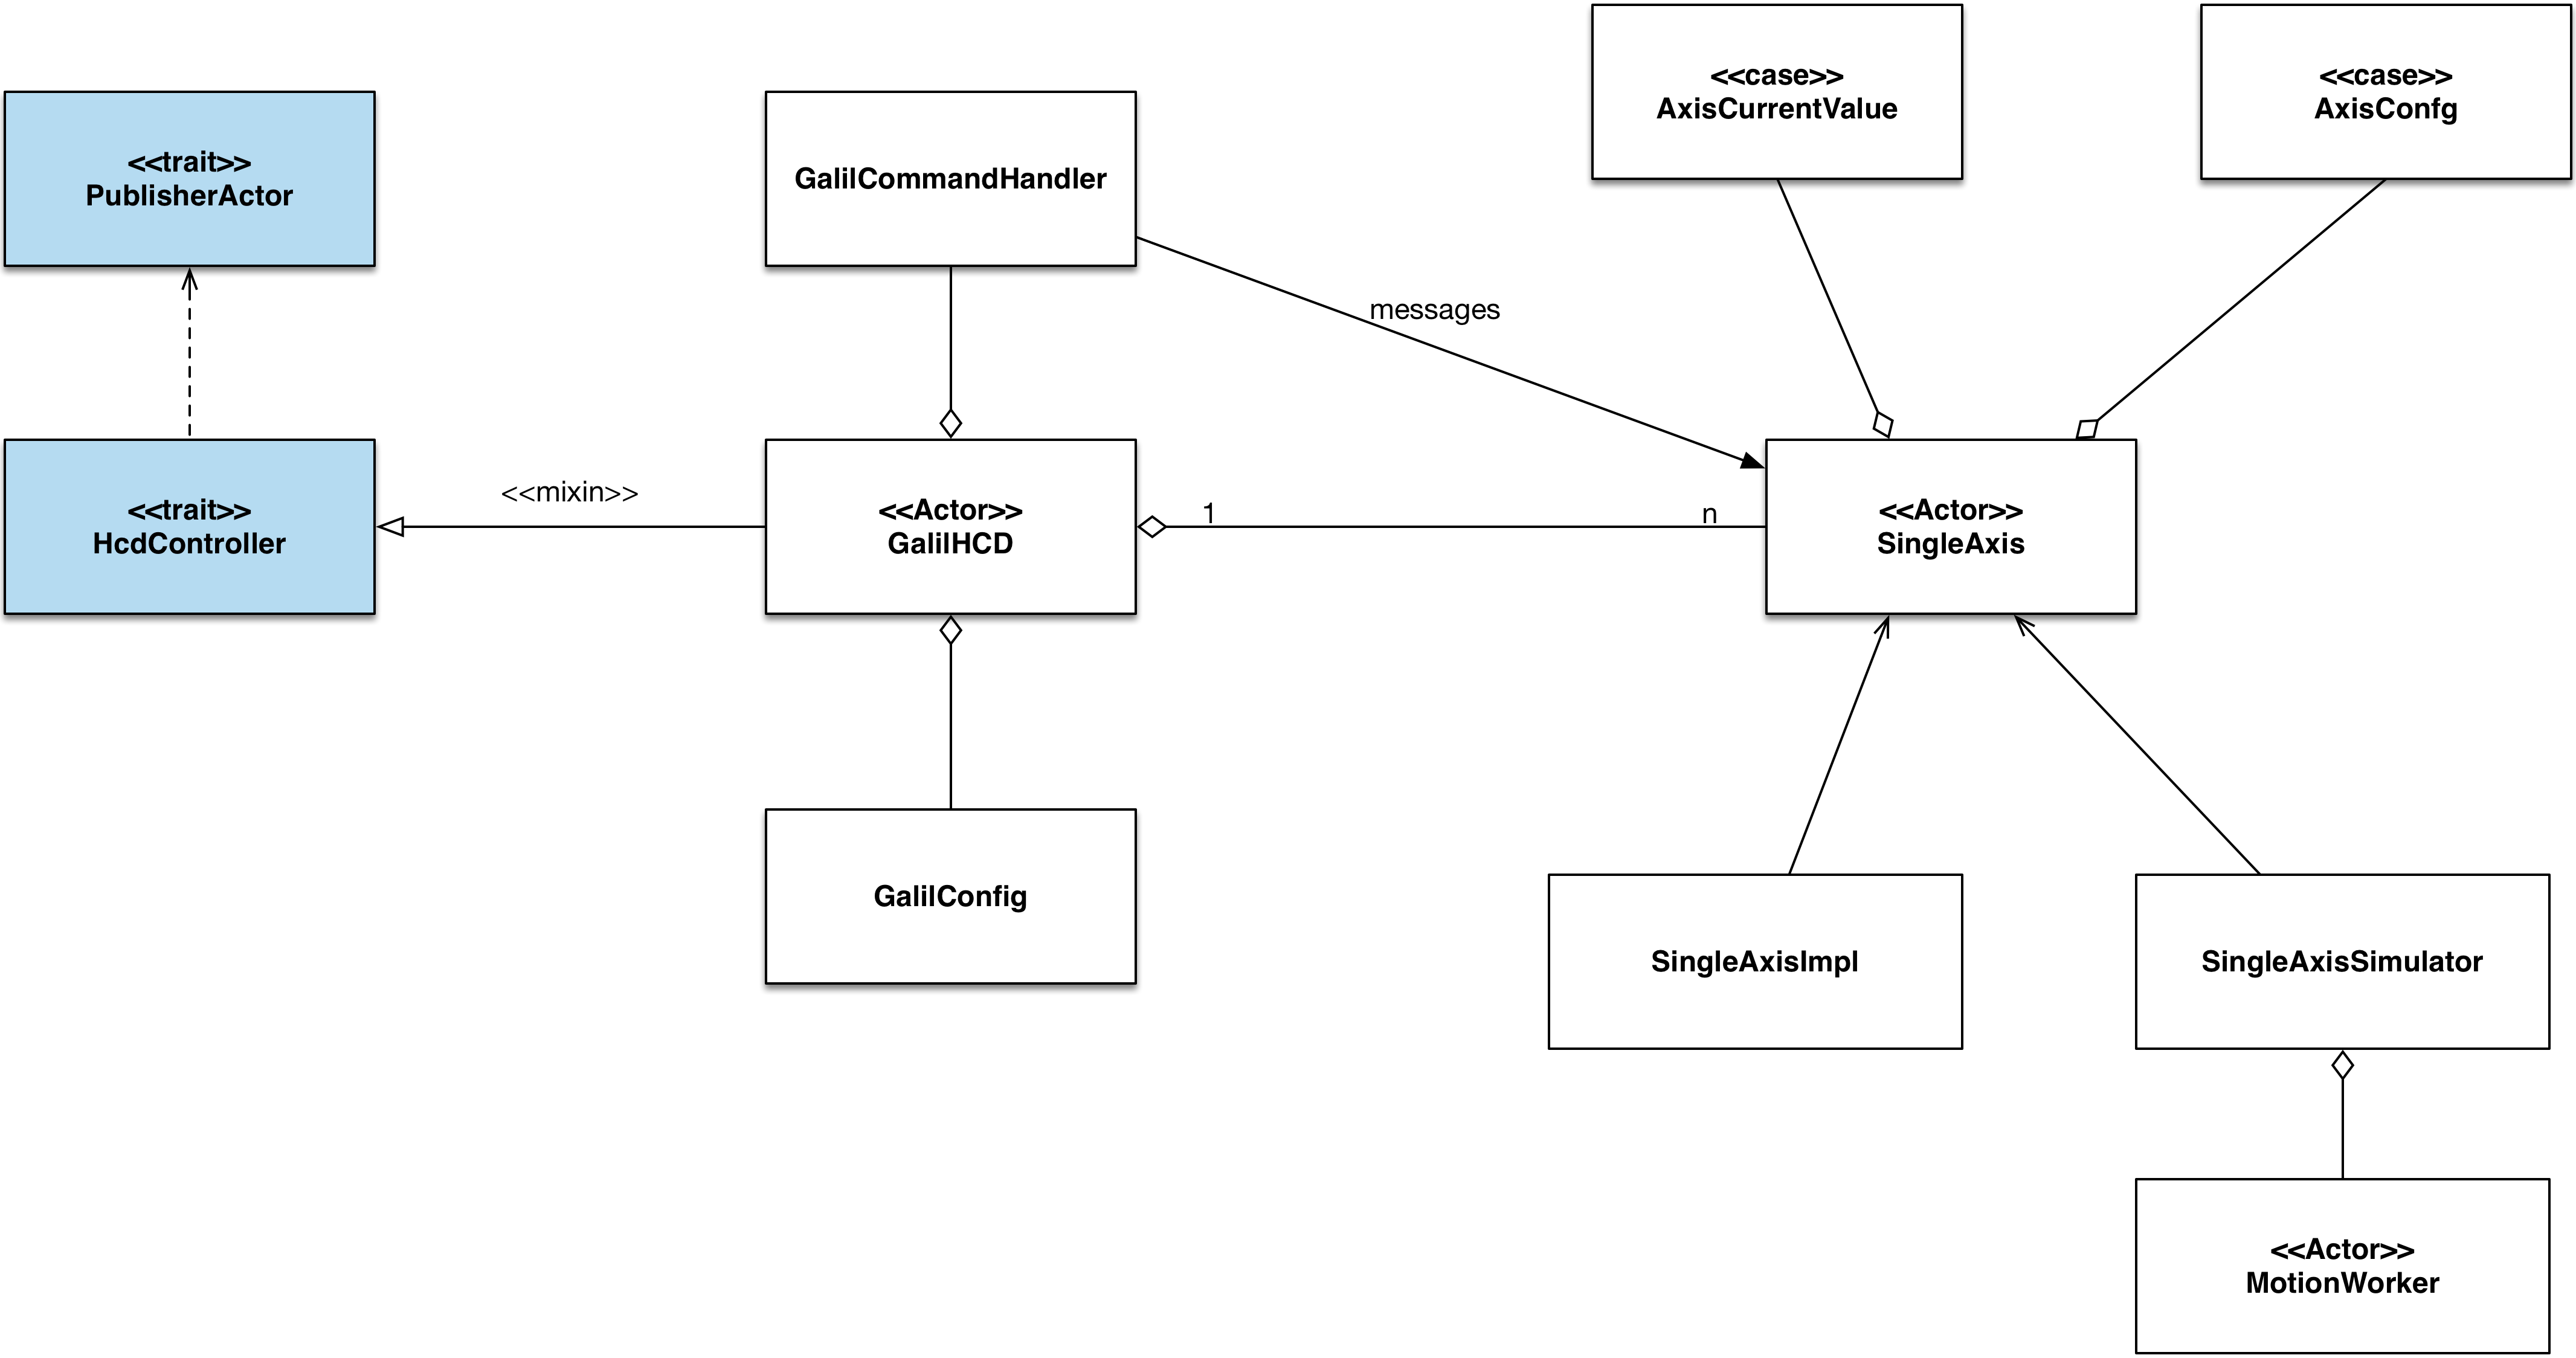 <<case>>
AxisCurrentValue
<<case>>
AxisConfg
<<trait>>
PublisherActor
GalilCommandHandler
messages
<<trait>>
HcdController
<<mixin>>
<<Actor>>
GalilHCD
1
n
<<Actor>>
SingleAxis
GalilConfig
SingleAxisImpl
SingleAxisSimulator
<<Actor>>
MotionWorker